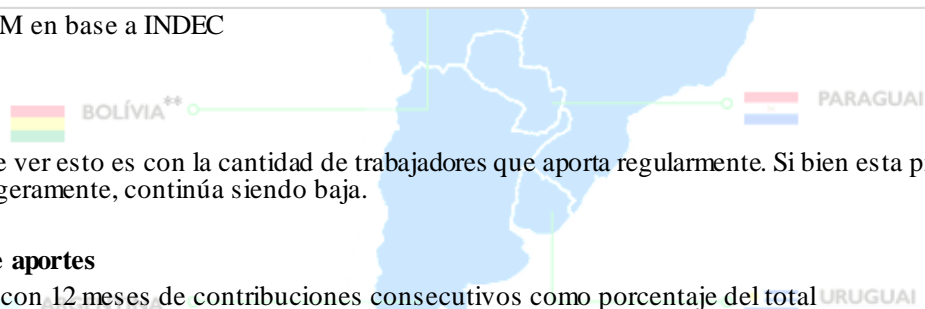 M en base a INDEC
BOLÍVIA**
PARAGUAI
e ver esto es con la cantidad de trabajadores que aporta regularmente. Si bien esta p
geramente, continúa siendo baja.
e aportes
con 12 meses de contribuciones consecutivos como porcentaje del total
ARGENTINA
URUGUAI